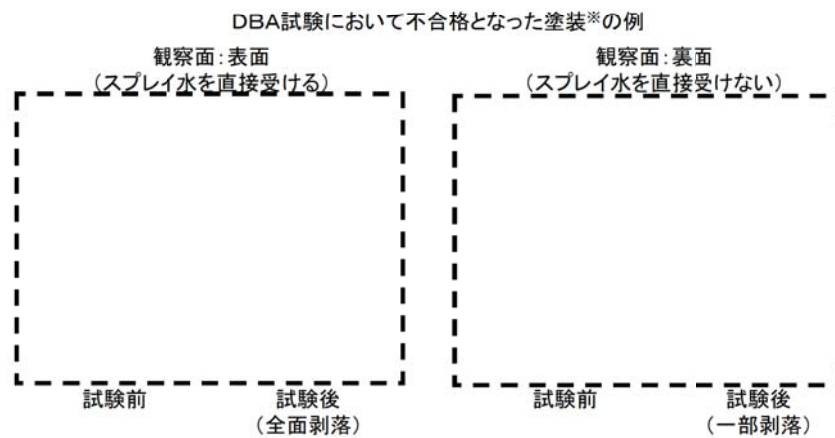 DBA試験において不合格となった塗装※の例
観察面:表面
(スプレイ水を直接受ける)
観察面:裏面
(スプレイ水を直接受けない)
試験前
試験後
(全面剥落)
試験前
試験後
(一部剥落)